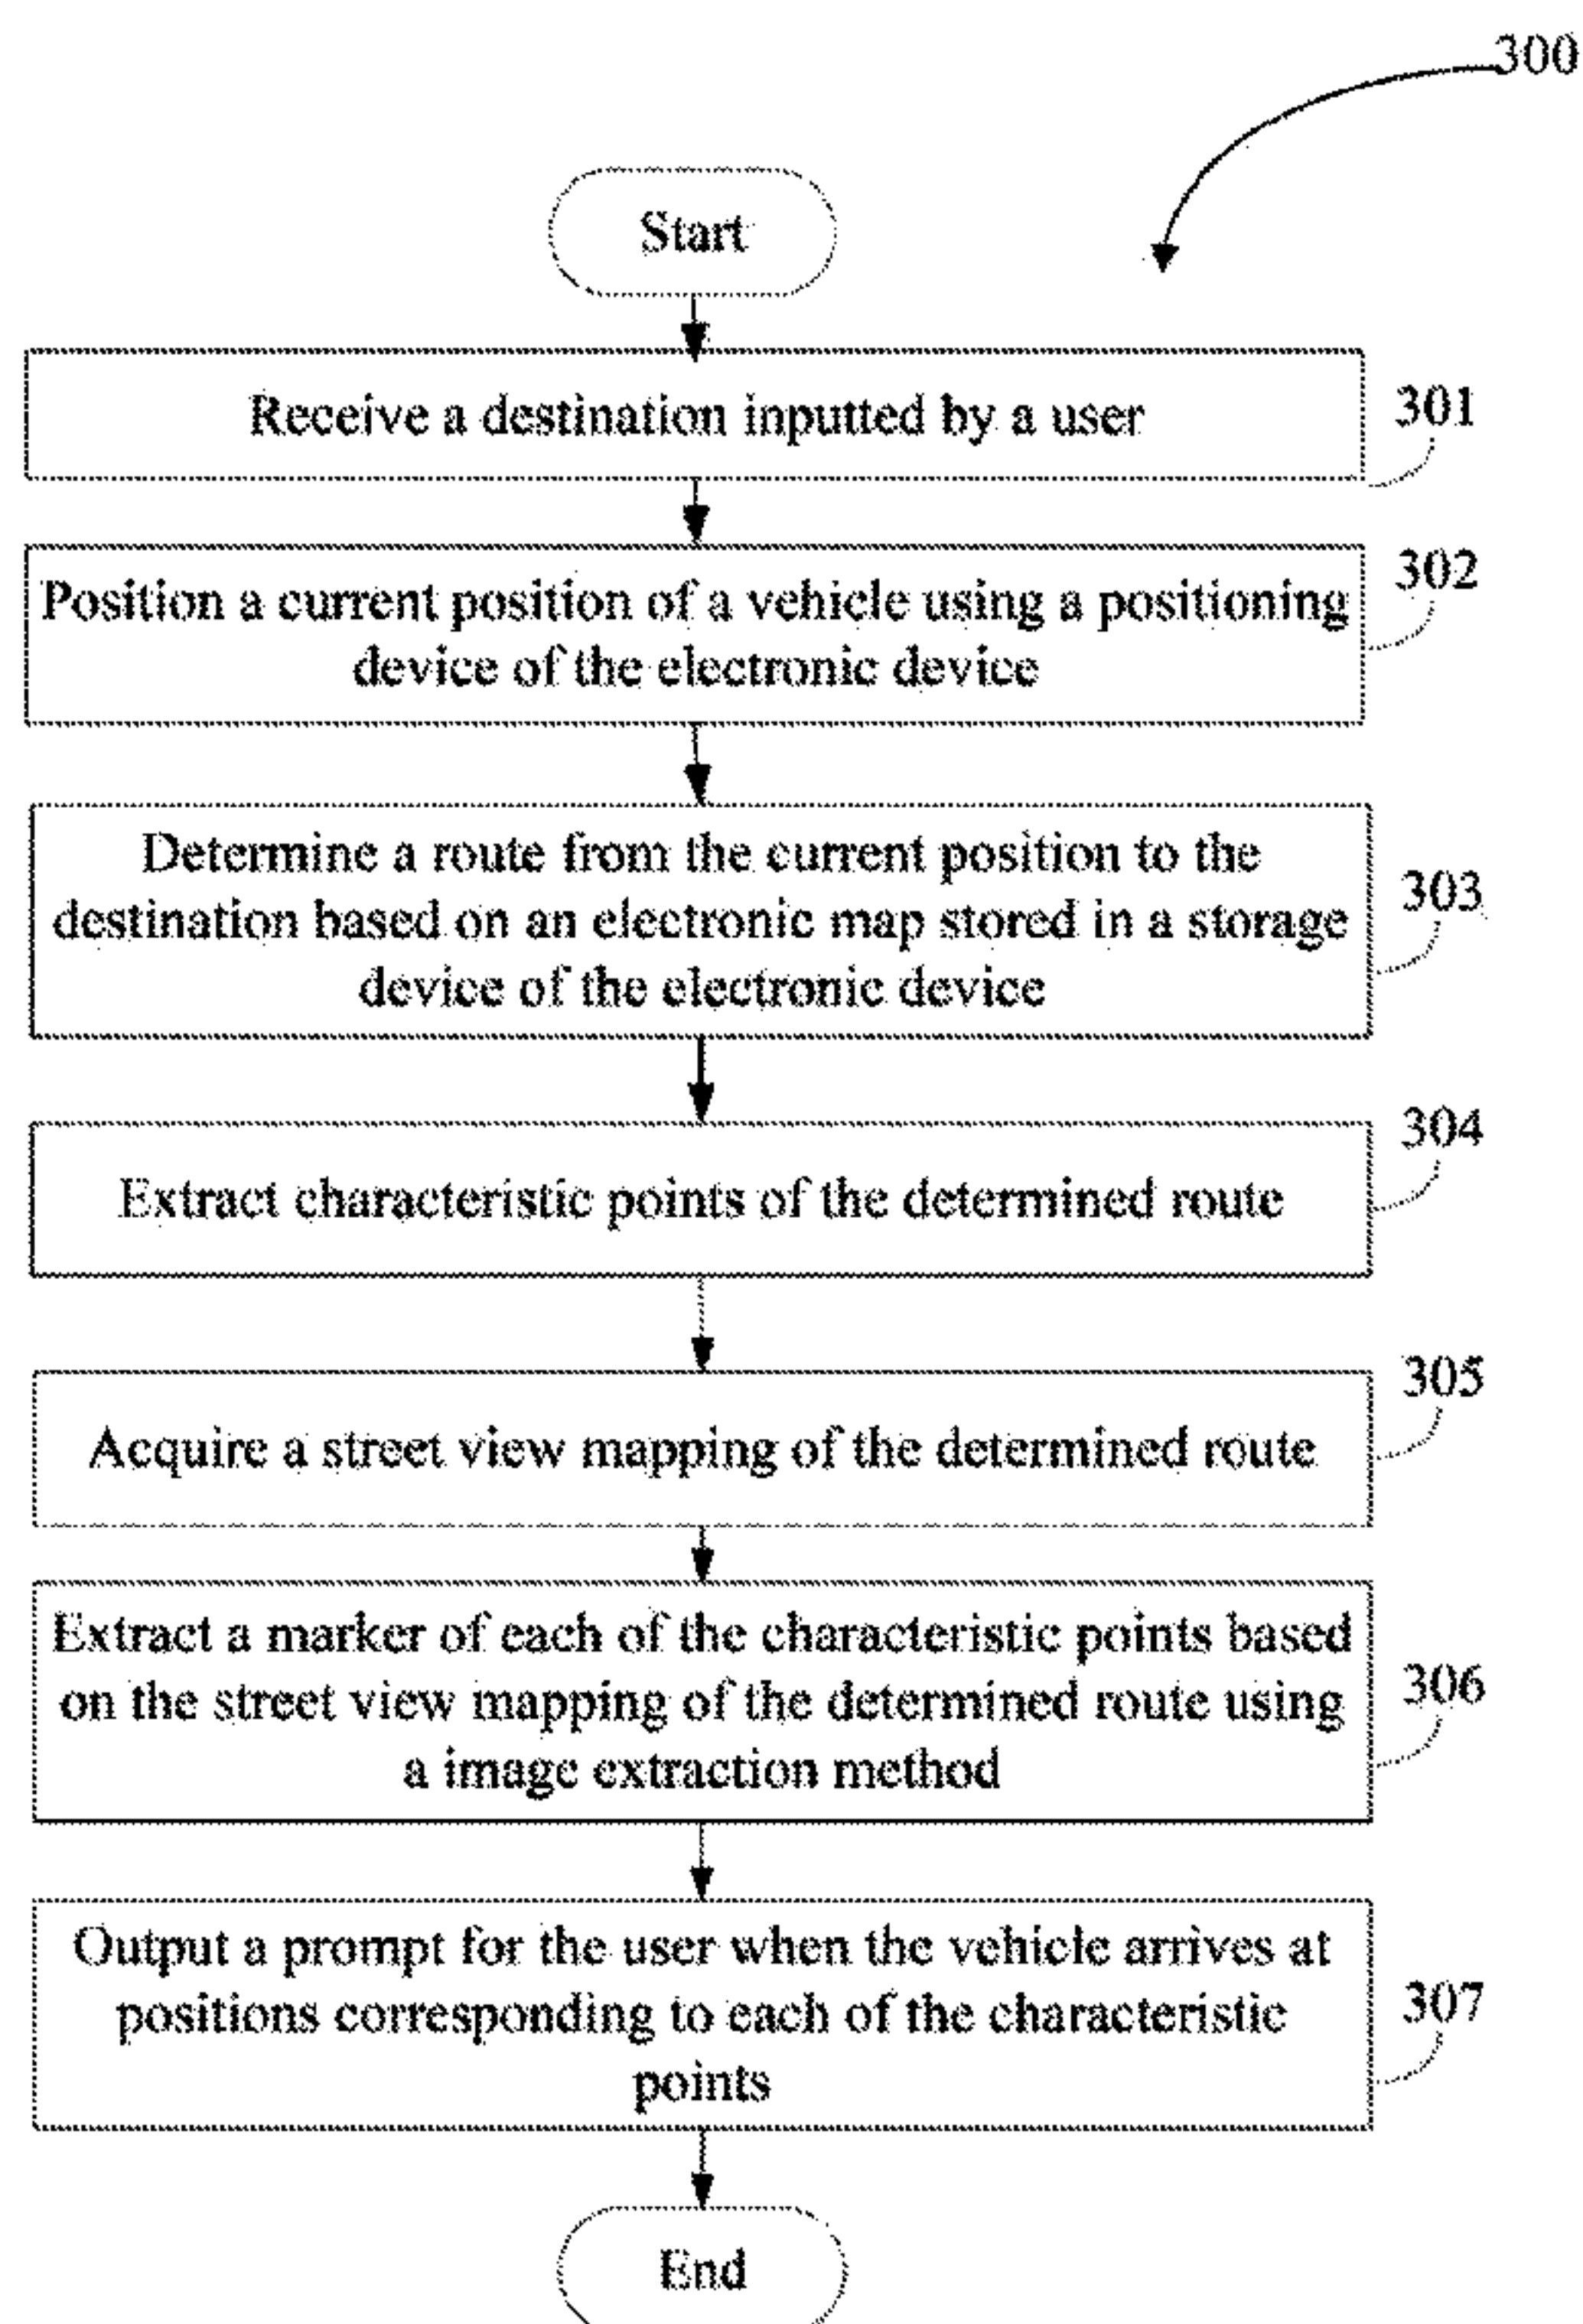 300
Start
Receive a destination inputted by a user
301
Position a current position of a vehicle using a positioning
device of the electronic device
302
Determine a route from the current position to the
destination based on an electronic map stored in a storage
device of the electronic device
303
Extract characteristic points of the determined route
304
Acquire a street view mapping of the determined route
305
Extract a marker of each of the characteristic points based
on the street view mapping of the determined route using
a image extraction method
306
Output a prompt for the user when the vehicle arrives at
positions corresponding to each of the characteristic
points
307
End